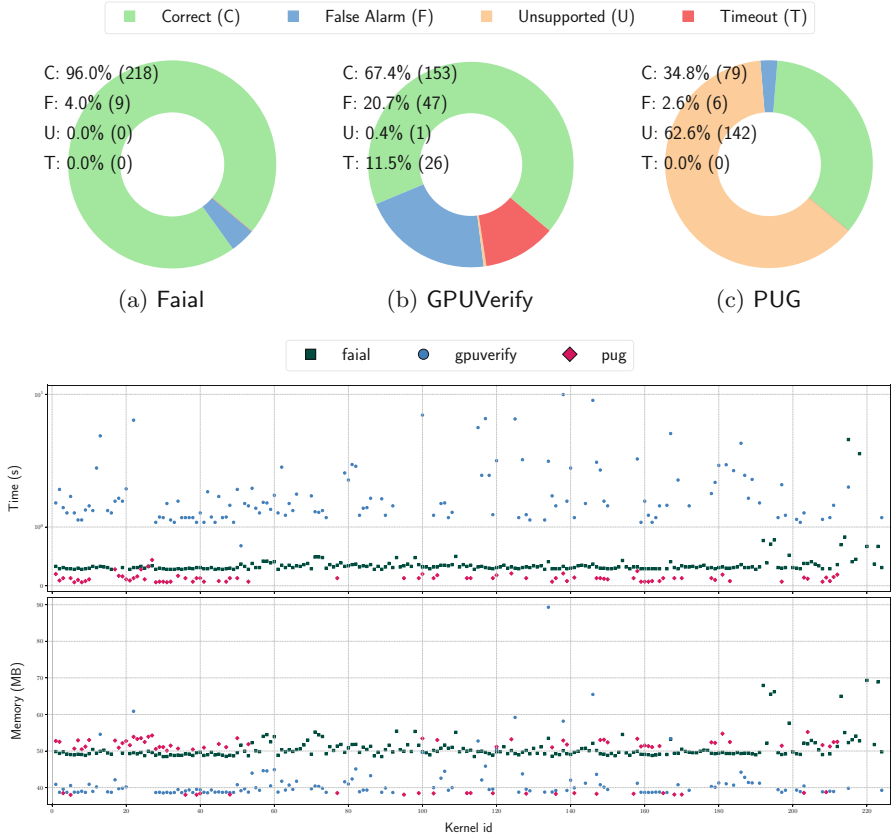 Correct (C) False Alarm (F) Unsupported (U) Timeout (T)
C: 96.0% (218)
F: 4.0% (9)
U: 0.0% (0)
T: 0.0% (0)
(a) Faial
C: 67.4% (153)
F: 20.7% (47)
U: 0.4% (1)
T: 11.5% (26)
(b) GPUVerify
C: 34.8% (79)
F: 2.6% (6)
U: 62.6% (142)
T: 0.0% (0)
(c) PUG
faial gpuverify pug
Time (s)
10⁰
0
Memory (MB)
90
80
70
60
50
40
0 20 40 60 80 100 120 140 160 180 200 220
Kernel id